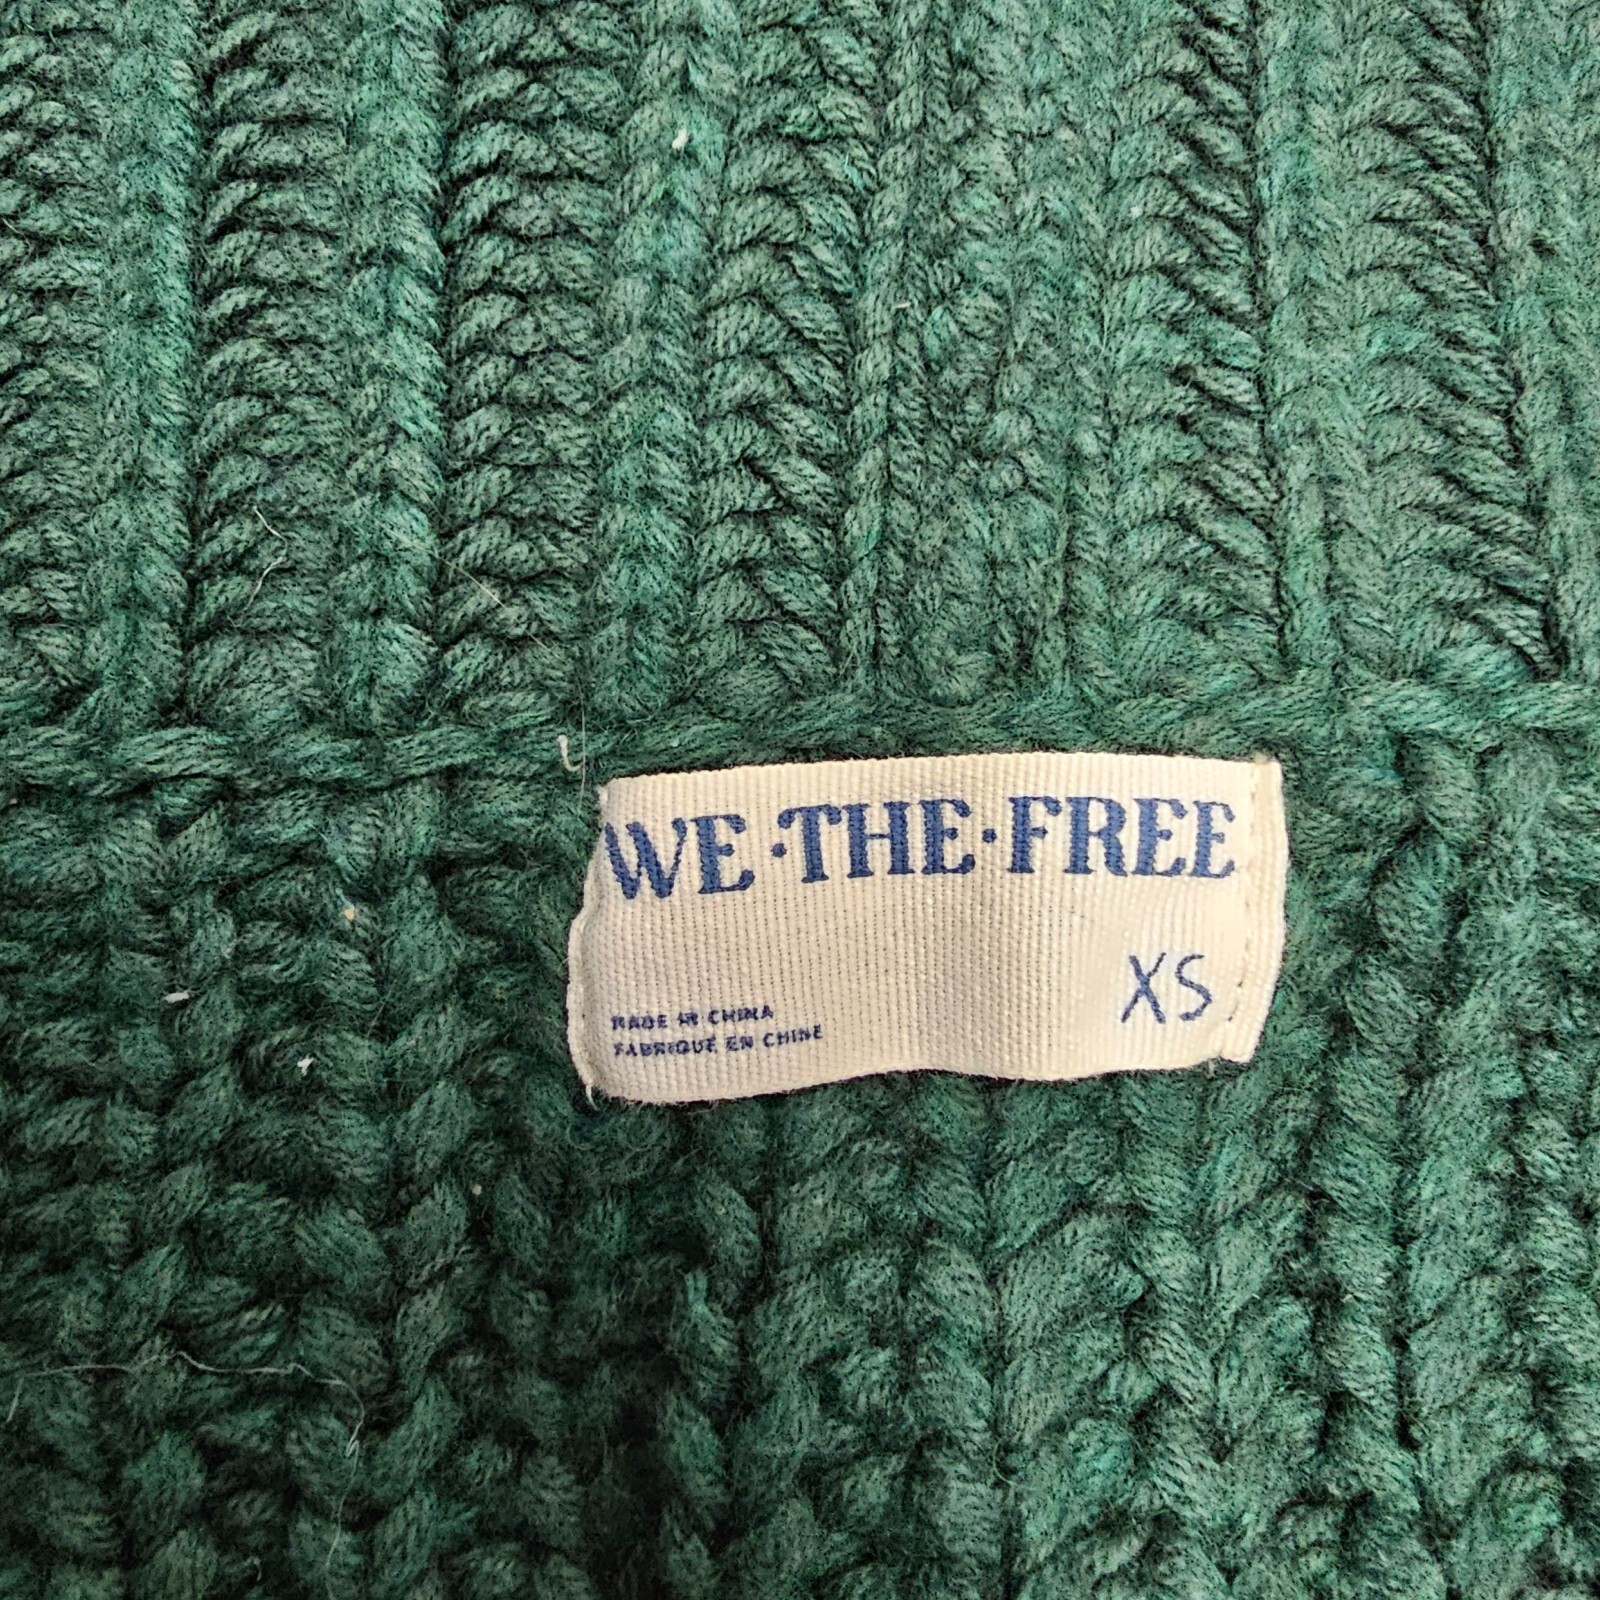 WE·THE·FREE
XS
MADE IN CHINA
FABRIQUÉ EN CHINE